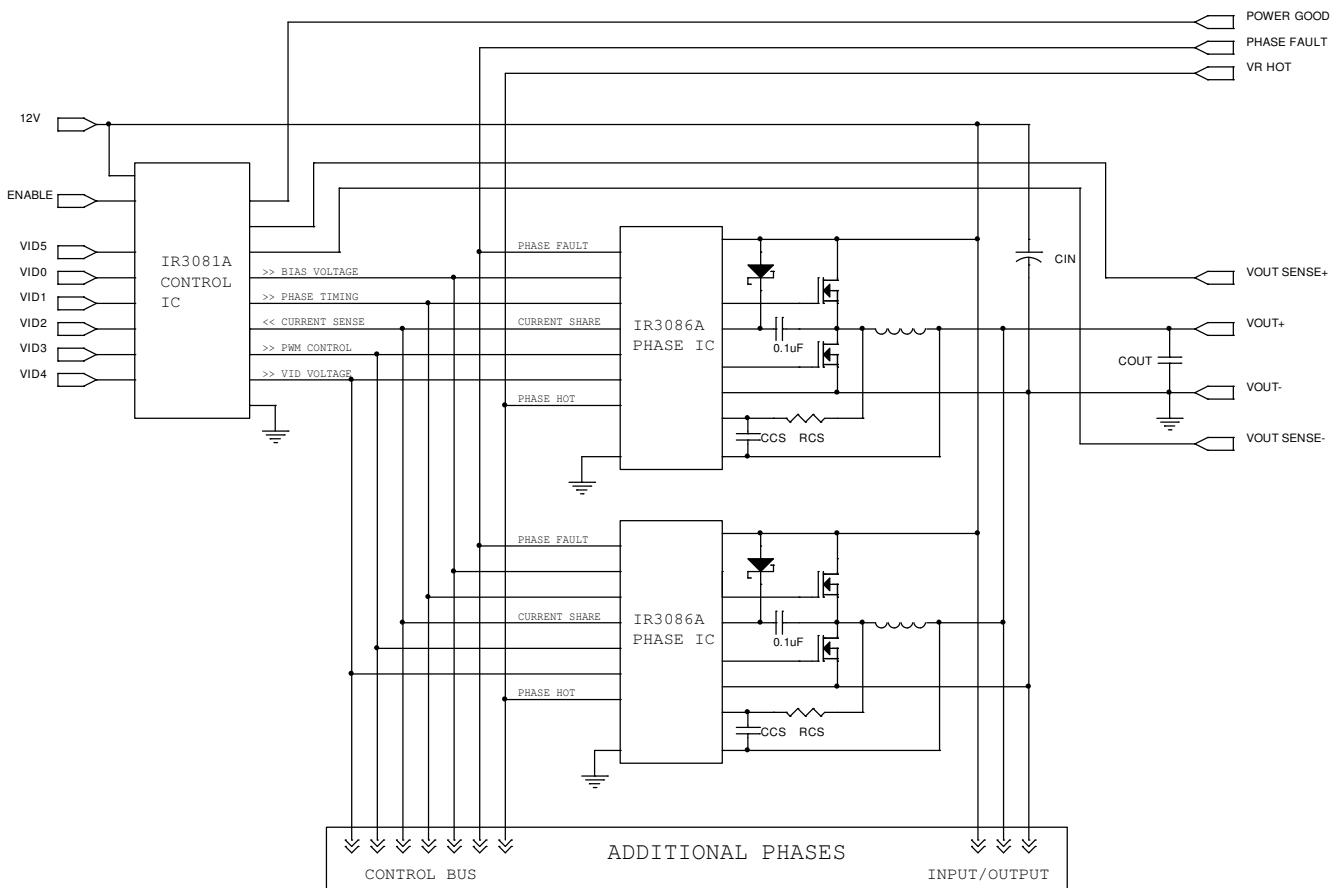 POWER GOOD
PHASE FAULT
VR HOT
12V
ENABLE
VID5
VID0
VID1
VID2
VID3
VID4
IR3081A
CONTROL
IC
>> BIAS VOLTAGE
>> PHASE TIMING
<< CURRENT SENSE
>> PWM CONTROL
>> VID VOLTAGE
PHASE FAULT
CURRENT SHARE
PHASE HOT
IR3086A
PHASE IC
0.1uF
CCS RCS
CIN
COUT
VOUT SENSE+
VOUT+
VOUT-
VOUT SENSE-
PHASE FAULT
CURRENT SHARE
PHASE HOT
IR3086A
PHASE IC
0.1uF
CCS RCS
ADDITIONAL PHASES
CONTROL BUS
INPUT/OUTPUT